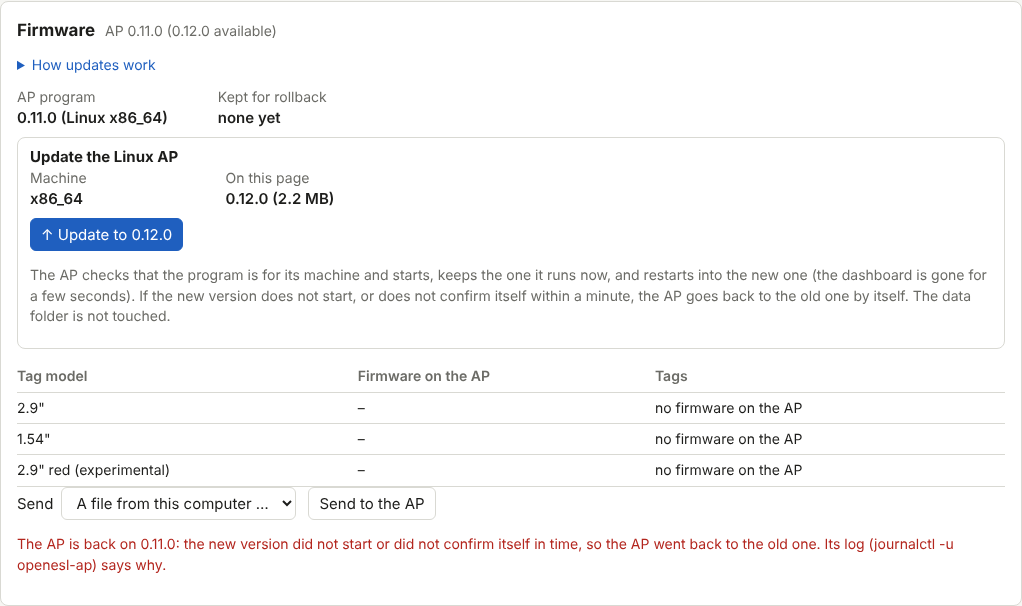 Firmware AP 0.11.0 (0.12.0 available)
▶ How updates work
AP program Kept for rollback
0.11.0 (Linux x86_64) none yet
Update the Linux AP
Machine On this page
x86_64 0.12.0 (2.2 MB)
↑ Update to 0.12.0
The AP checks that the program is for its machine and starts, keeps the one it runs now, and restarts into the new one (the dashboard is gone for
a few seconds). If the new version does not start, or does not confirm itself within a minute, the AP goes back to the old one by itself. The data
folder is not touched.
Tag model Firmware on the AP Tags
2.9" – no firmware on the AP
1.54" – no firmware on the AP
2.9" red (experimental) – no firmware on the AP
Send A file from this computer ... Send to the AP
The AP is back on 0.11.0: the new version did not start or did not confirm itself in time, so the AP went back to the old one. Its log (journalctl -u
openesl-ap) says why.